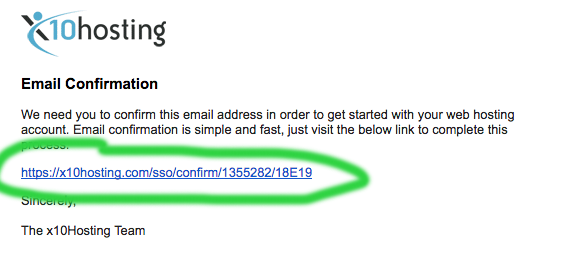 x10hosting
Email Confirmation
We need you to confirm this email address in order to get started with your web hosting
account. Email confirmation is simple and fast, just visit the below link to complete this
process.
https://x10hosting.com/sso/confirm/1355282/18E19
Sincerely,
The x10Hosting Team